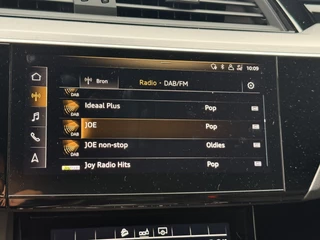 10:09
Bron
Radio · DAB/FM
DAB
Ideaal Plus
Pop
DAB
JOE
Pop
DAB
JOE non-stop
Oldies
DAB
Joy Radio Hits
Pop